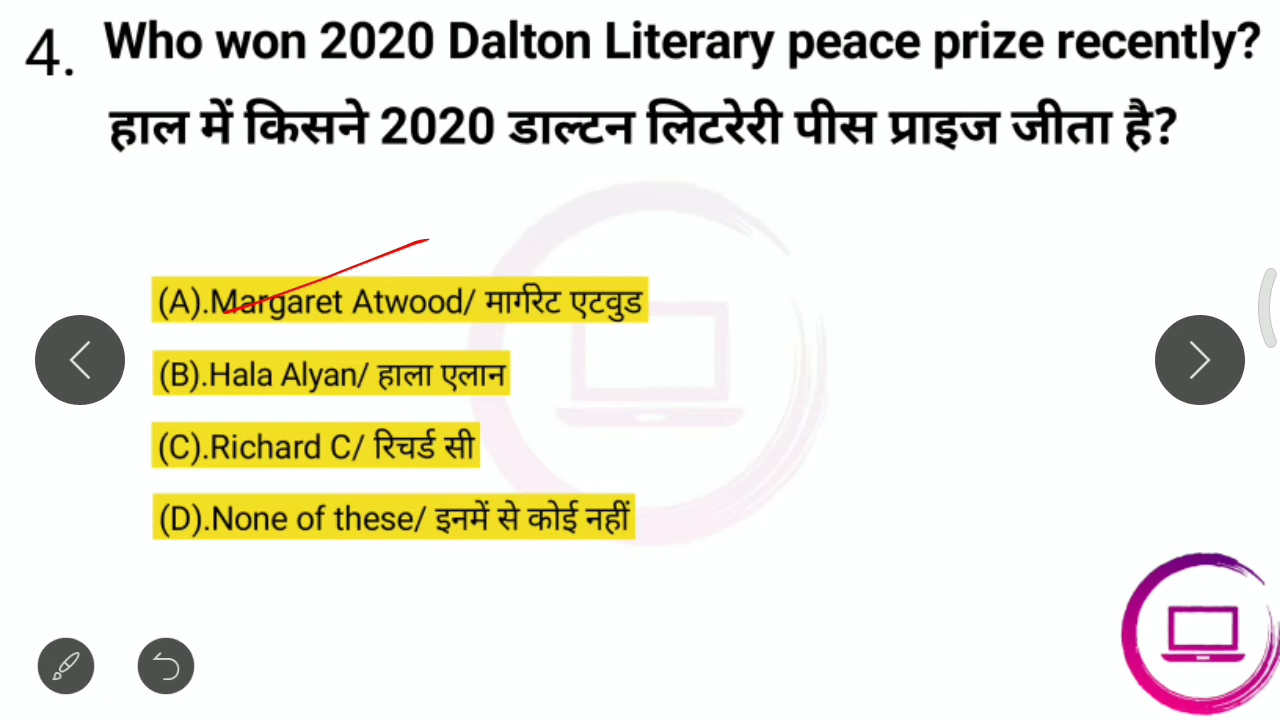 4. Who won 2020 Dalton Literary peace prize recently?
हाल में किसने 2020 डाल्टन लिटरेरी पीस प्राइज जीता है?
(A).Margaret Atwood/ मार्गरेट एटवुड
(B).Hala Alyan/ हाला एलान
(C).Richard C/ रिचर्ड सी
(D).None of these/ इनमें से कोई नहीं